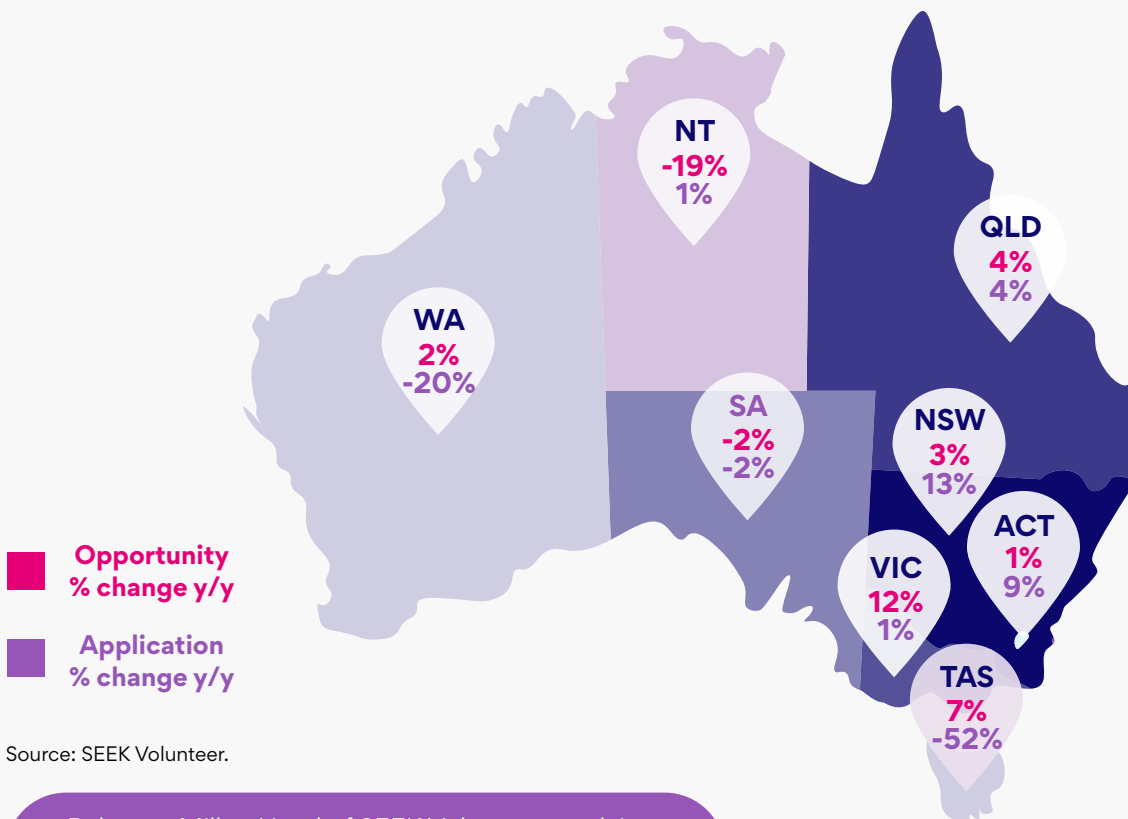 NT
-19%
1%
QLD
4%
4%
WA
2%
-20%
SA
-2%
-2%
NSW
3%
13%
ACT
1%
9%
VIC
12%
1%
TAS
7%
-52%
Opportunity
% change y/y
Application
% change y/y
Source: SEEK Volunteer.